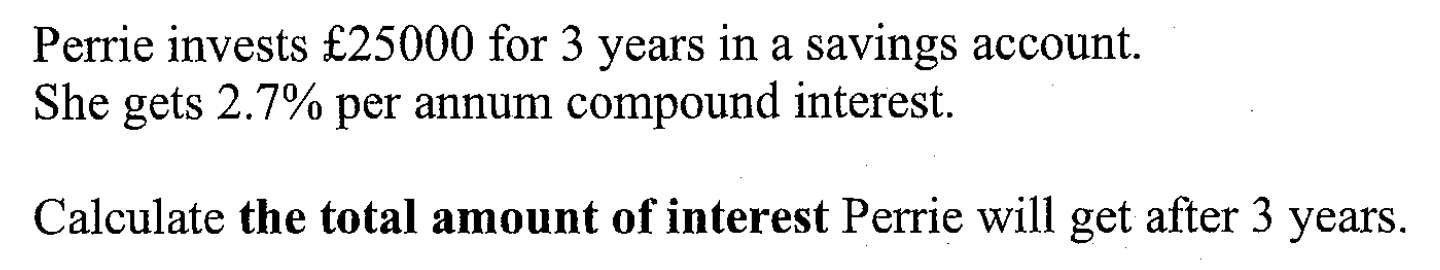 Perrie invests £25000 for 3 years in a savings account.
She gets 2.7% per annum compound interest.
Calculate the total amount of interest Perrie will get after 3 years.